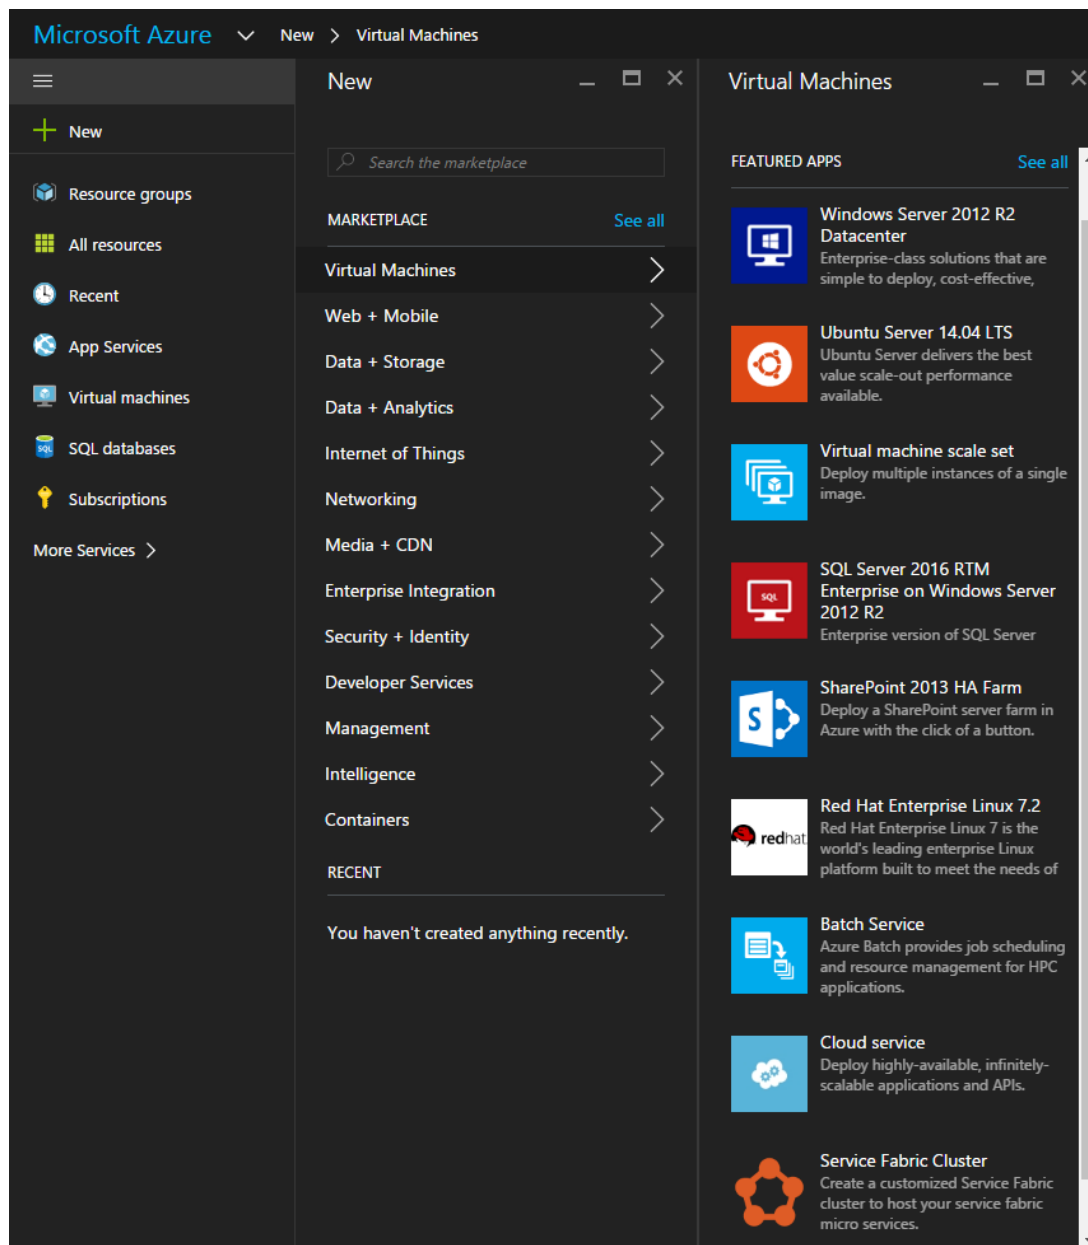 Microsoft Azure New > Virtual Machines
New
Resource groups
All resources
Recent
App Services
Virtual machines
SQL
SQL databases
Subscriptions
More Services >
New
Search the marketplace
MARKETPLACE See all
Virtual Machines
Web + Mobile
Data + Storage
Data + Analytics
Internet of Things
Networking
Media + CDN
Enterprise Integration
Security + Identity
Developer Services
Management
Intelligence
Containers
RECENT
You haven't created anything recently.
Virtual Machines
FEATURED APPS See all
Windows Server 2012 R2
Datacenter
Enterprise-class solutions that are
simple to deploy, cost-effective,
Ubuntu Server 14.04 LTS
Ubuntu Server delivers the best
value scale-out performance
available.
Virtual machine scale set
Deploy multiple instances of a single
image.
SQL
SQL Server 2016 RTM
Enterprise on Windows Server
2012 R2
Enterprise version of SQL Server
S
SharePoint 2013 HA Farm
Deploy a SharePoint server farm in
Azure with the click of a button.
redhat
Red Hat Enterprise Linux 7.2
Red Hat Enterprise Linux 7 is the
world's leading enterprise Linux
platform built to meet the needs of
Batch Service
Azure Batch provides job scheduling
and resource management for HPC
applications.
Cloud service
Deploy highly-available, infinitely-
scalable applications and APIs.
Service Fabric Cluster
Create a customized Service Fabric
cluster to host your service fabric
micro services.